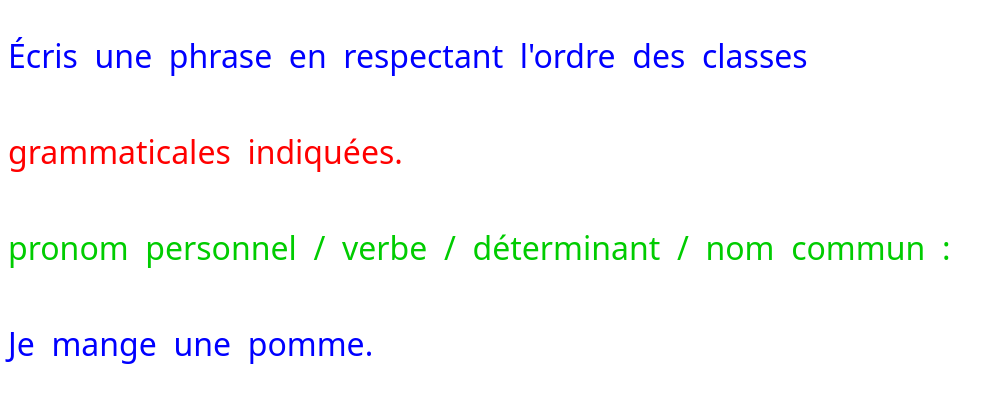 Écris une phrase en respectant l'ordre des classes
grammaticales indiquées.
pronom personnel / verbe / déterminant / nom commun :
Je mange une pomme.